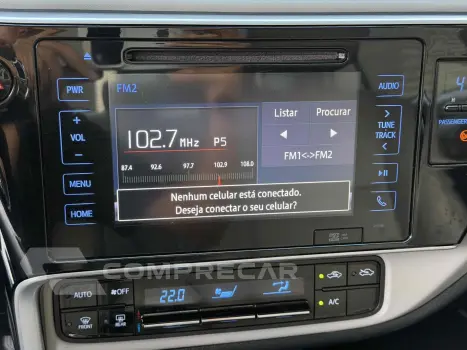 PWR
FM2
AUDIO
Listar Procurar
102.7 MHz P5
+
VOL
−
TUNE
TRACK
FM1<->FM2
87.4 92.6 97.7 102.9 108.0
MENU
HOME
Nenhum celular está conectado.
Deseja conectar o seu celular?
PASSENGER
4
COMPRECAR
AUTO
OFF
22.0
FRONT
REAR
A/C